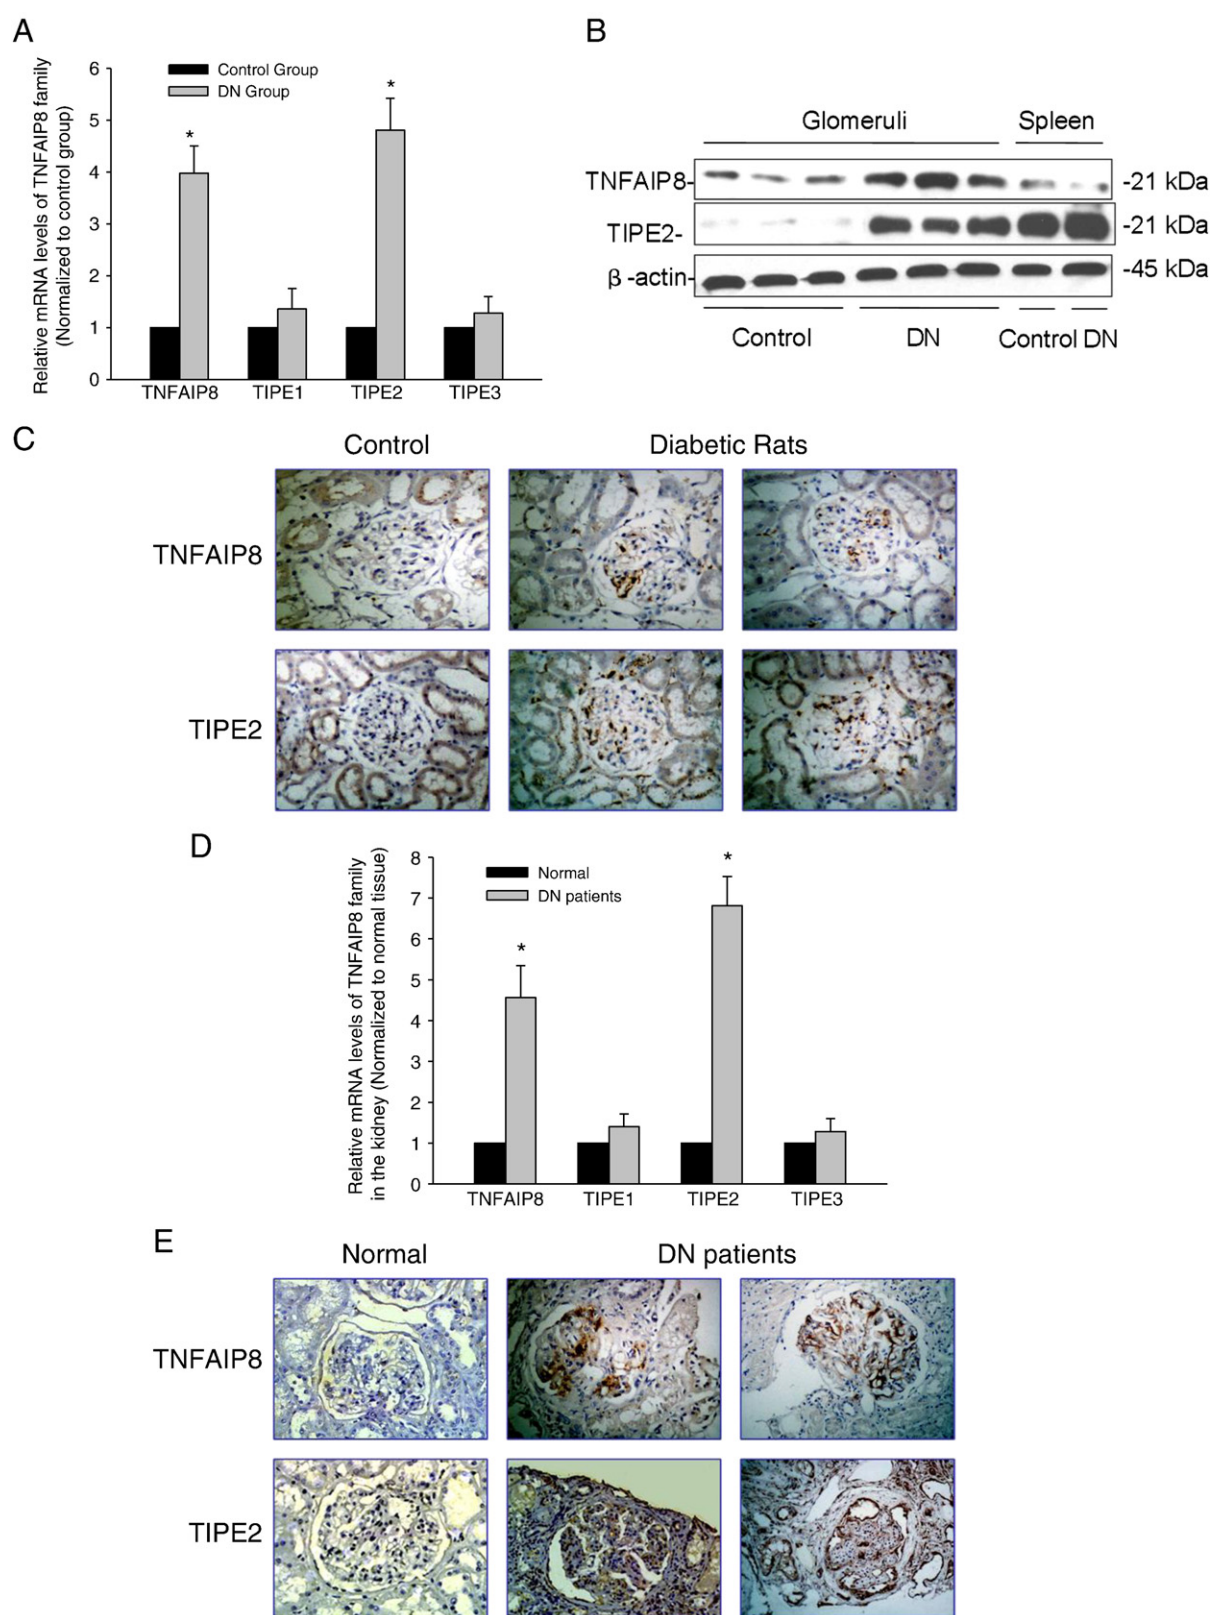 A
Relative mRNA levels of TNFAIP8 family
(Normalized to control group)
6
5
4
3
2
1
0
Control Group
DN Group
*
*
TNFAIP8 TIPE1 TIPE2 TIPE3
B
Glomeruli Spleen
TNFAIP8- -21 kDa
TIPE2- -21 kDa
β -actin- -45 kDa
Control DN Control DN
C
Control Diabetic Rats
TNFAIP8
TIPE2
D
Relative mRNA levels of TNFAIP8 family
in the kidney (Normalized to normal tissue)
8
7
6
5
4
3
2
1
0
Normal
DN patients
*
*
TNFAIP8 TIPE1 TIPE2 TIPE3
E
Normal DN patients
TNFAIP8
TIPE2